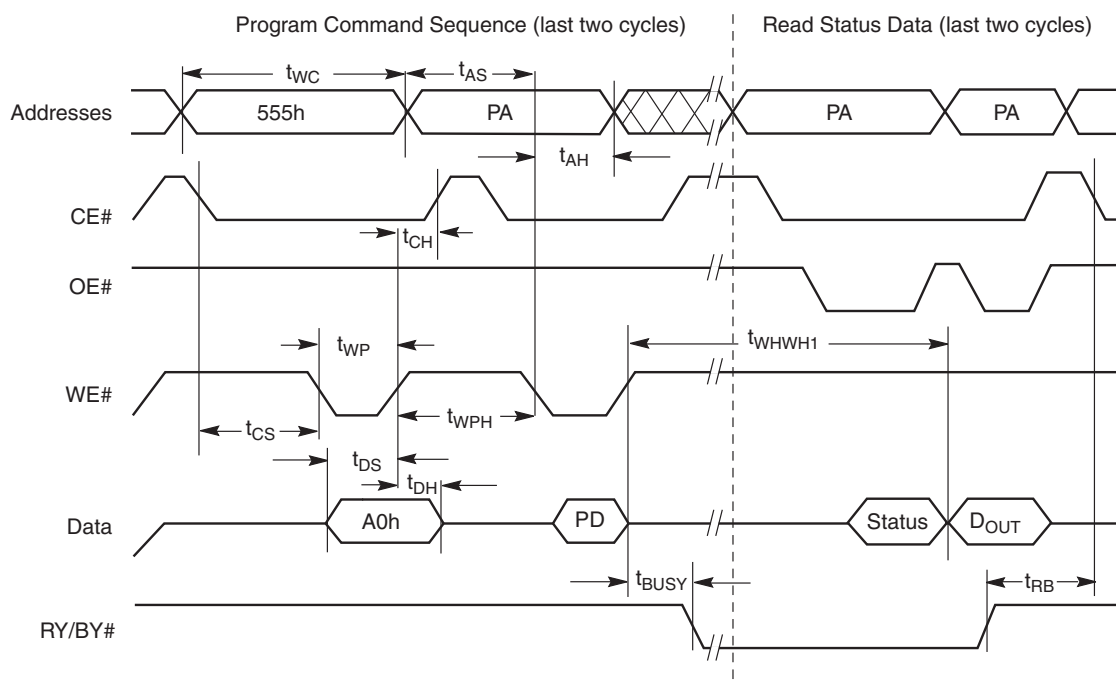 Program Command Sequence (last two cycles) Read Status Data (last two cycles)
tWC tAS
Addresses 555h PA PA PA
tAH
CE#
tCH
OE#
tWP tWHWH1
WE#
tCS tWPH
tDS
tDH
Data A0h PD Status DOUT
tBUSY tRB
RY/BY#